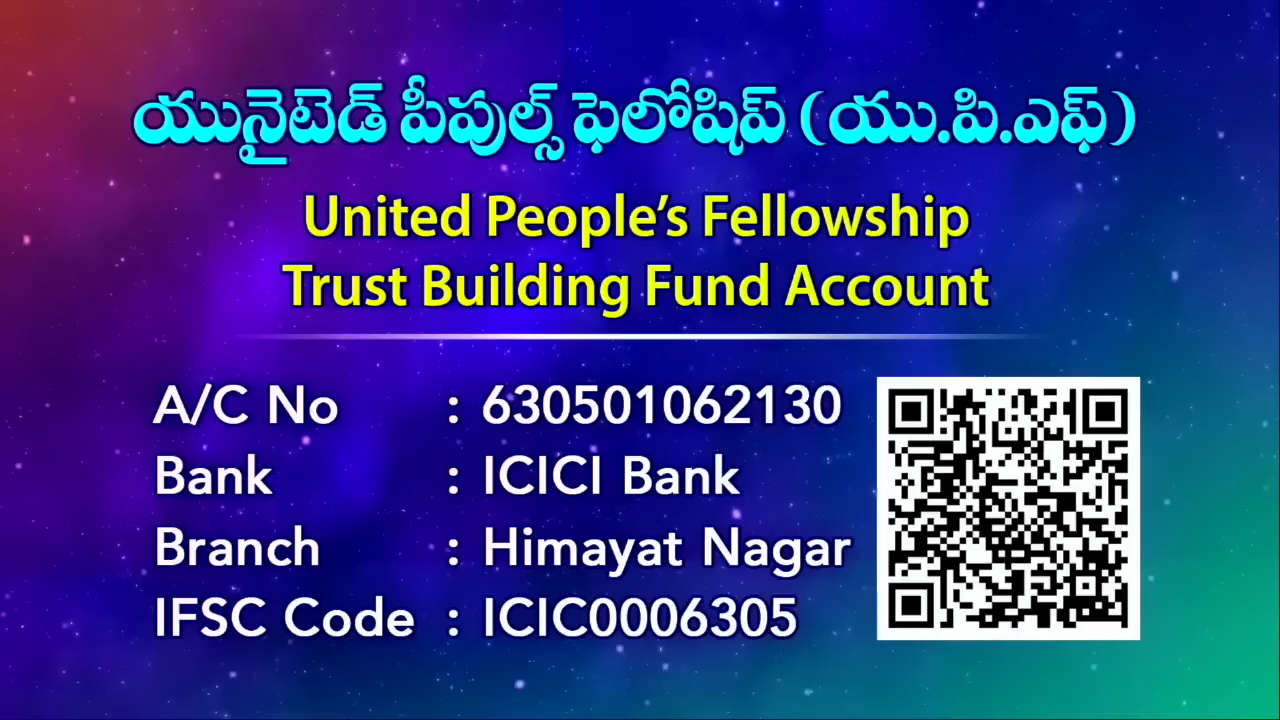 యునైటెడ్ పీపుల్స్ ఫెలోషిప్ (యు.పి.ఎఫ్)
United People’s Fellowship
Trust Building Fund Account
A/C No : 630501062130
Bank : ICICI Bank
Branch : Himayat Nagar
IFSC Code : ICIC0006305